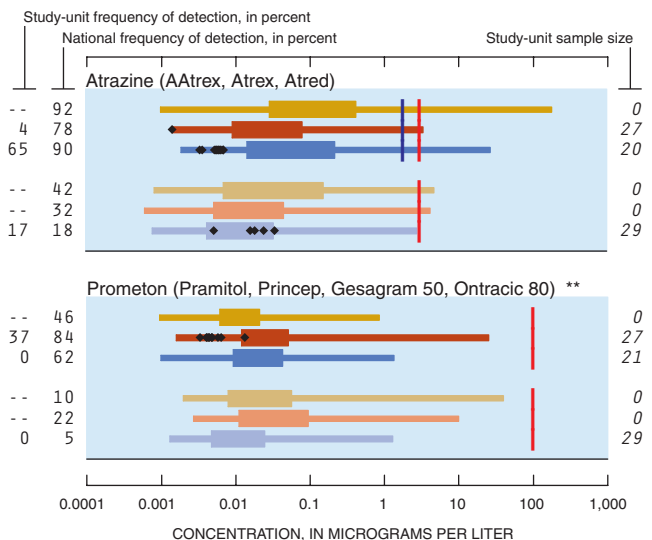 Study-unit frequency of detection, in percent
National frequency of detection, in percent
Study-unit sample size
Atrazine (AAtrex, Atrex, Atred)
-- 92 0
4 78 27
65 90 20
-- 42 0
-- 32 0
17 18 29
Prometon (Pramitol, Princep, Gesagram 50, Ontracic 80) **
-- 46 0
37 84 27
0 62 21
-- 10 0
-- 22 0
0 5 29
0.0001 0.001 0.01 0.1 1 10 100 1,000
CONCENTRATION, IN MICROGRAMS PER LITER